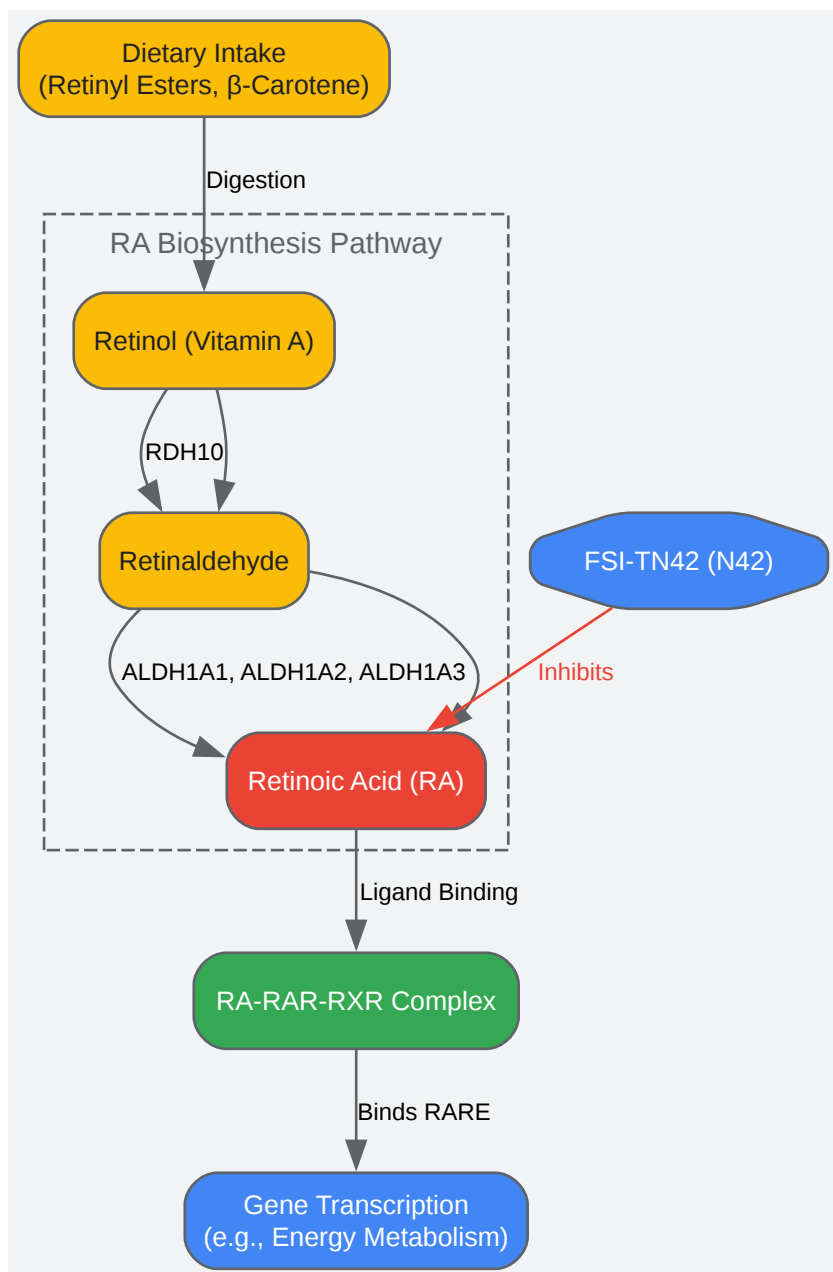 Dietary Intake
(Retinyl Esters, β-Carotene)
Digestion
RA Biosynthesis Pathway
Retinol (Vitamin A)
RDH10
Retinaldehyde
FSI-TN42 (N42)
ALDH1A1, ALDH1A2, ALDH1A3
Inhibits
Retinoic Acid (RA)
Ligand Binding
RA-RAR-RXR Complex
Binds RARE
Gene Transcription
(e.g., Energy Metabolism)